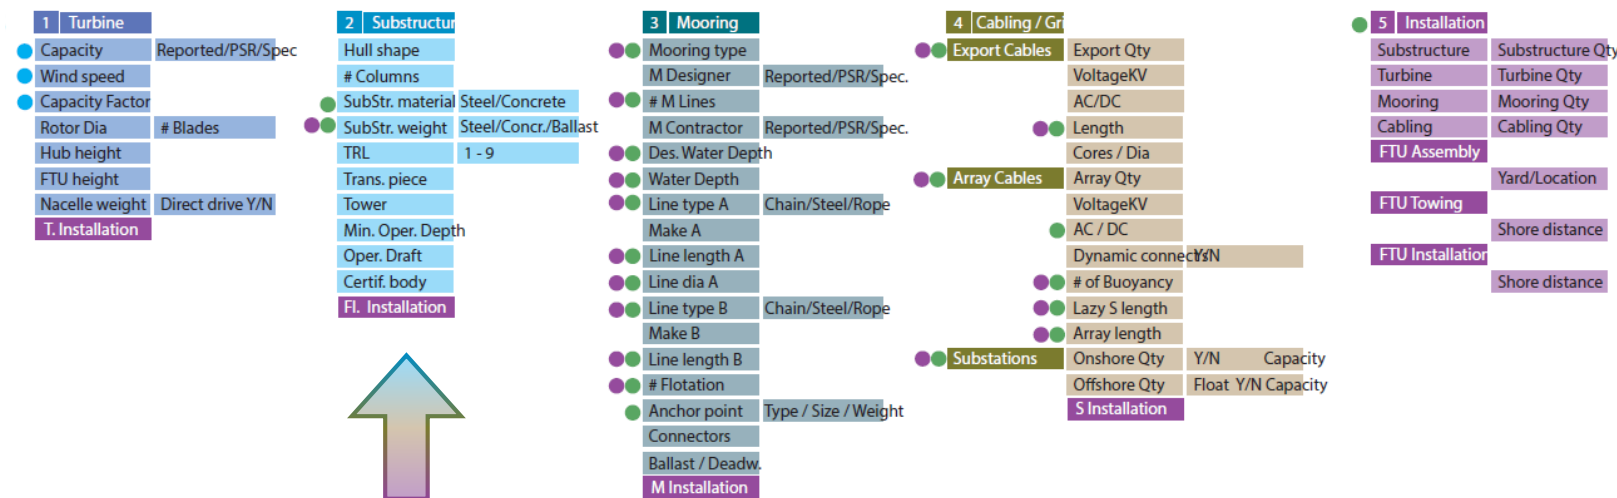 1 Turbine
Capacity Reported/PSR/Spec
Wind speed
Capacity Factor
Rotor Dia # Blades
Hub height
FTU height
Nacelle weight Direct drive Y/N
T. Installation
2 Substructur
Hull shape
# Columns
SubStr. material Steel/Concrete
SubStr. weight Steel/Concr./Ballast
TRL 1 - 9
Trans. piece
Tower
Min. Oper. Depth
Oper. Draft
Certif. body
Fl. Installation
3 Mooring
Mooring type
M Designer Reported/PSR/Spec.
# M Lines
M Contractor Reported/PSR/Spec.
Des. Water Depth
Water Depth
Line type A Chain/Steel/Rope
Make A
Line length A
Line dia A
Line type B Chain/Steel/Rope
Make B
Line length B
# Flotation
Anchor point Type / Size / Weight
Connectors
Ballast / Deadw.
M Installation
4 Cabling / Gri
Export Cables Export Qty
VoltageKV
AC/DC
Length
Cores / Dia
Array Cables Array Qty
VoltageKV
AC / DC
Dynamic connects Y/N
# of Buoyancy
Lazy S length
Array length
Substations Onshore Qty Y/N Capacity
Offshore Qty Float Y/N Capacity
S Installation
5 Installation
Substructure Substructure Qty
Turbine Turbine Qty
Mooring Mooring Qty
Cabling Cabling Qty
FTU Assembly
Yard/Location
FTU Towing
Shore distance
FTU Installation
Shore distance